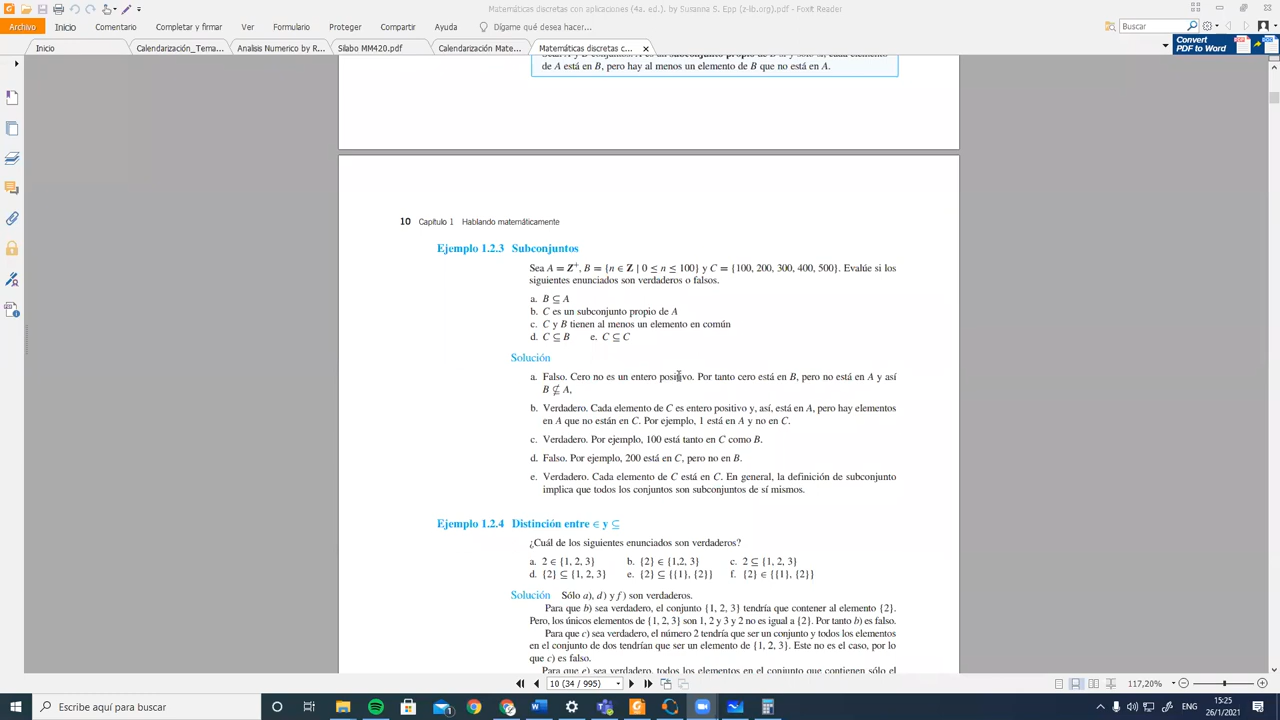 Matemáticas discretas con aplicaciones (4a. ed.). by Susanna S. Epp (z-lib.org).pdf - Foxit Reader
Archivo Inicio Comentario Completar y firmar Ver Formulario Proteger Compartir Ayuda Dígame qué desea hacer... Buscar
Inicio Calendarización_Tema... Analisis Numerico by R... Silabo MM420.pdf Calendarización Mate... Matemáticas discretas c... Convert PDF to Word
de A está en B, pero hay al menos un elemento de B que no está en A.
10 Capítulo 1 Hablando matemáticamente
Ejemplo 1.2.3 Subconjuntos
Sea A = Z⁺, B = {n ∈ Z | 0 ≤ n ≤ 100} y C = {100, 200, 300, 400, 500}. Evalúe si los
siguientes enunciados son verdaderos o falsos.
a. B ⊆ A
b. C es un subconjunto propio de A
c. C y B tienen al menos un elemento en común
d. C ⊆ B e. C ⊆ C
Solución
a. Falso. Cero no es un entero positivo. Por tanto cero está en B, pero no está en A y así
B ⊈ A,
b. Verdadero. Cada elemento de C es entero positivo y, así, está en A, pero hay elementos
en A que no están en C. Por ejemplo, 1 está en A y no en C.
c. Verdadero. Por ejemplo, 100 está tanto en C como B.
d. Falso. Por ejemplo, 200 está en C, pero no en B.
e. Verdadero. Cada elemento de C está en C. En general, la definición de subconjunto
implica que todos los conjuntos son subconjuntos de sí mismos.
Ejemplo 1.2.4 Distinción entre ∈ y ⊆
¿Cuál de los siguientes enunciados son verdaderos?
a. 2 ∈ {1, 2, 3} b. {2} ∈ {1,2, 3} c. 2 ⊆ {1, 2, 3}
d. {2} ⊆ {1, 2, 3} e. {2} ⊆ {{1}, {2}} f. {2} ∈ {{1}, {2}}
Solución Sólo a), d) y f) son verdaderos.
Para que b) sea verdadero, el conjunto {1, 2, 3} tendría que contener al elemento {2}.
Pero, los únicos elementos de {1, 2, 3} son 1, 2 y 3 y 2 no es igual a {2}. Por tanto b) es falso.
Para que c) sea verdadero, el número 2 tendría que ser un conjunto y todos los elementos
en el conjunto de dos tendrían que ser un elemento de {1, 2, 3}. Este no es el caso, por lo
que c) es falso.
Para que e) sea verdadero, todos los elementos en el conjunto que contienen sólo el
10 (34 / 995) 117,20%
Escribe aquí para buscar 15:25
26/1/2021